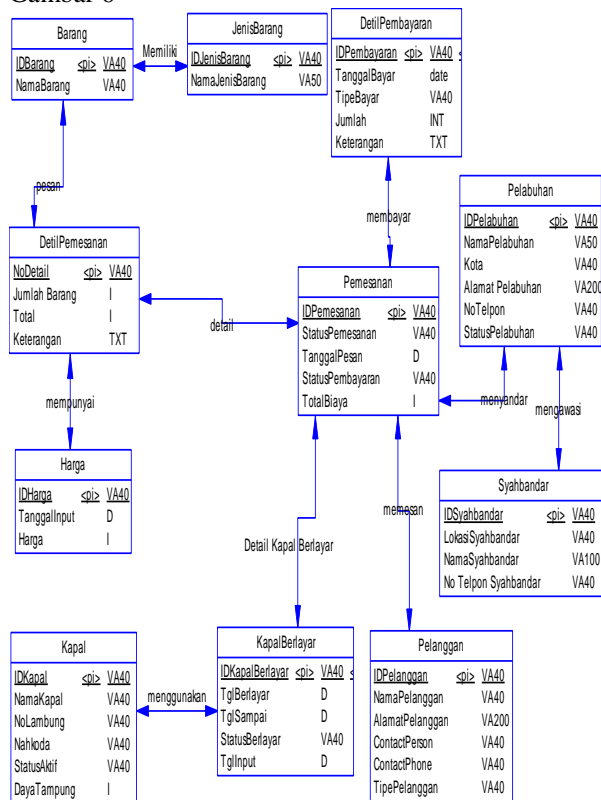 Gambar 6
Barang
IDBarang <pi> VA40
NamaBarang VA40
Memiliki
JenisBarang
IDJenisBarang <pi> VA40
NamaJenisBarang VA50
DetilPembayaran
IDPembayaran <pi> VA40 <
TanggalBayar date
TipeBayar VA40
Jumlah INT
Keterangan TXT
pesan
membayar
DetilPemesanan
NoDetail <pi> VA40
Jumlah Barang I
Total I
Keterangan TXT
detail
Pemesanan
IDPemesanan <pi> VA40
StatusPemesanan VA40
TanggalPesan D
StatusPembayaran VA40
TotalBiaya I
Pelabuhan
IDPelabuhan <pi> VA40
NamaPelabuhan VA50
Kota VA40
Alamat Pelabuhan VA200
NoTelpon VA40
StatusPelabuhan VA40
mempunyai
menyandar
mengawasi
Harga
IDHarga <pi> VA40
TanggalInput D
Harga I
Detail Kapal Berlayar
memesan
Syahbandar
IDSyahbandar <pi> VA40
LokasiSyahbandar VA40
NamaSyahbandar VA100
No Telpon Syahbandar VA40
Kapal
IDKapal <pi> VA40
NamaKapal VA40
NoLambung VA40
Nahkoda VA40
StatusAktif VA40
DayaTampung I
menggunakan
KapalBerlayar
IDKapalBerlayar <pi> VA40 <
TglBerlayar D
TglSampai D
StatusBerlayar VA40
TglInput D
Pelanggan
IDPelanggan <pi> VA40
NamaPelanggan VA40
AlamatPelanggan VA200
ContactPerson VA40
ContactPhone VA40
TipePelanggan VA40